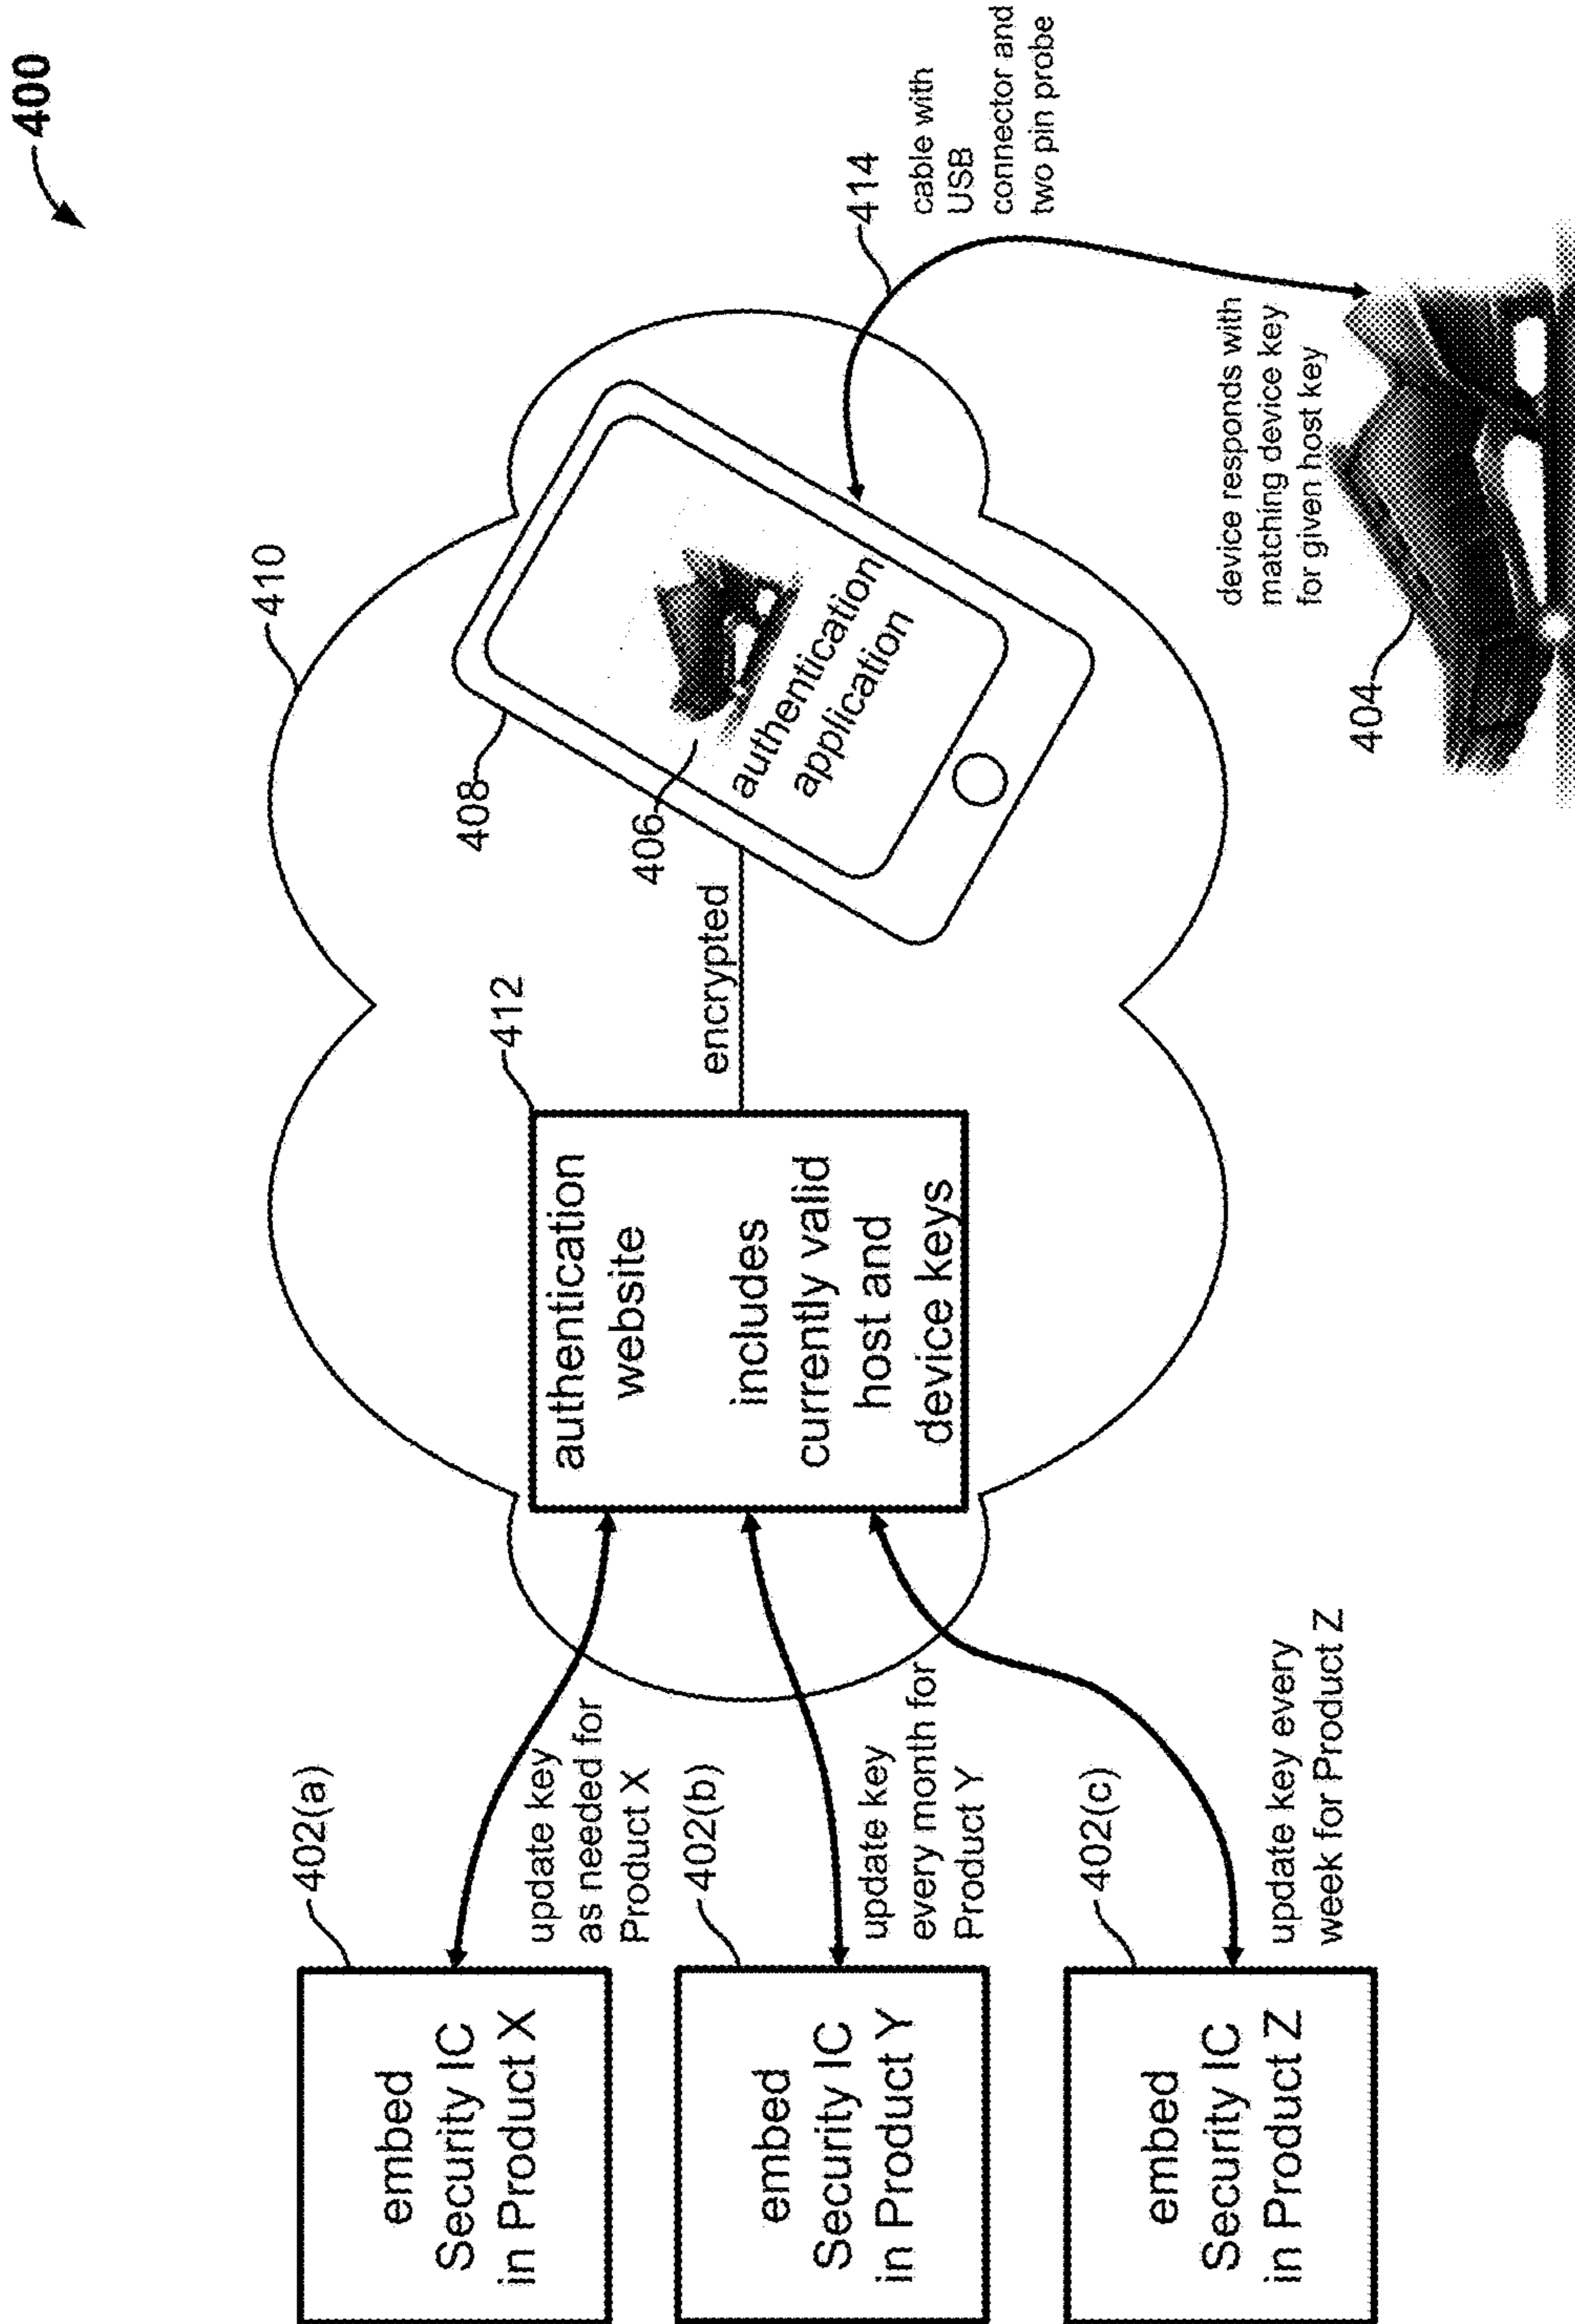 400
402(a)
embed
Security IC
in Product X
update key
as needed for
Product X
402(b)
embed
Security IC
in Product Y
update key
every month for
Product Y
402(c)
embed
Security IC
in Product Z
update key every
week for Product Z
410
412
authentication
website
includes
currently valid
host and
device keys
encrypted
408
406
authentication
application
414
cable with
USB
connector and
two pin probe
device responds with
matching device key
for given host key
404